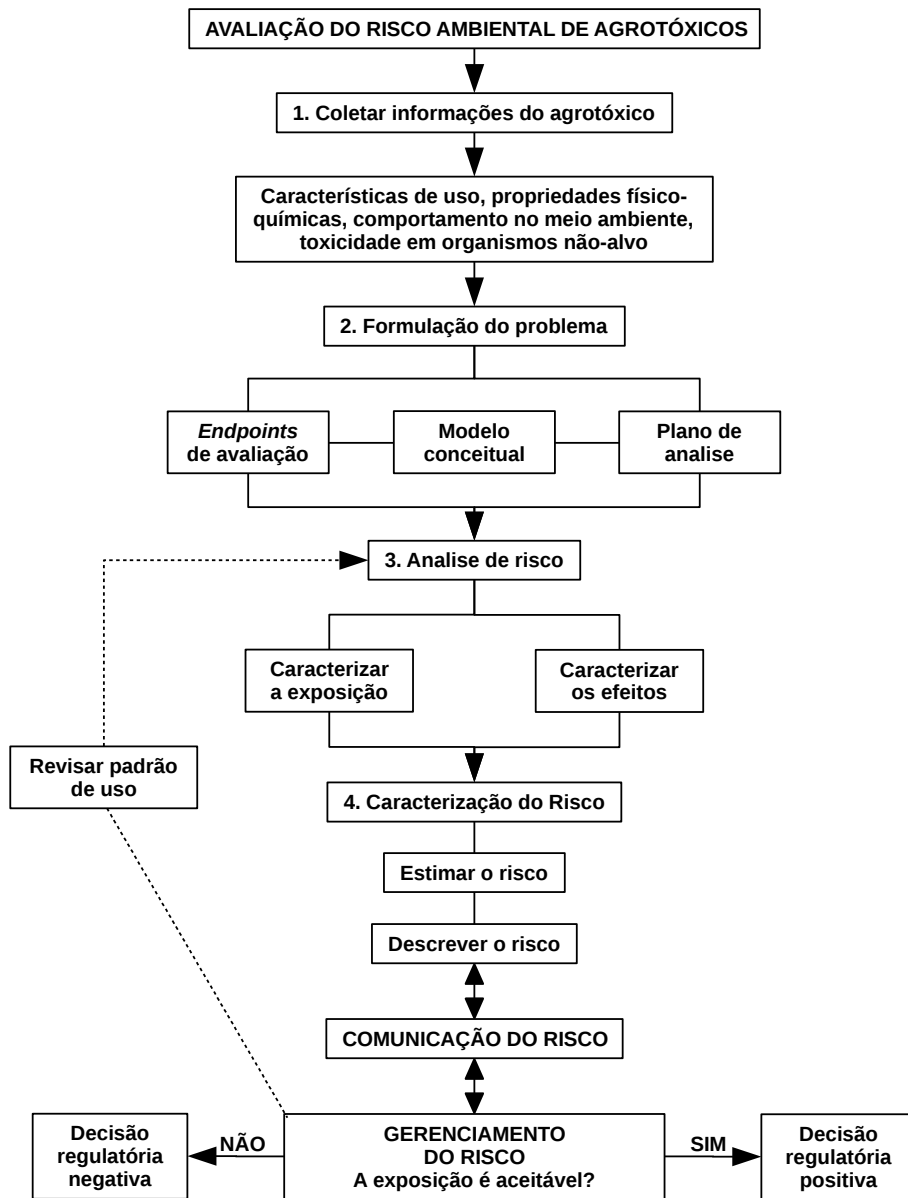 AVALIAÇÃO DO RISCO AMBIENTAL DE AGROTÓXICOS
1. Coletar informações do agrotóxico
Características de uso, propriedades físico-
químicas, comportamento no meio ambiente,
toxicidade em organismos não-alvo
2. Formulação do problema
Endpoints
de avaliação
Modelo
conceitual
Plano de
analise
3. Analise de risco
Caracterizar
a exposição
Caracterizar
os efeitos
Revisar padrão
de uso
4. Caracterização do Risco
Estimar o risco
Descrever o risco
COMUNICAÇÃO DO RISCO
Decisão
regulatória
negativa
NÃO
GERENCIAMENTO
DO RISCO
A exposição é aceitável?
SIM
Decisão
regulatória
positiva